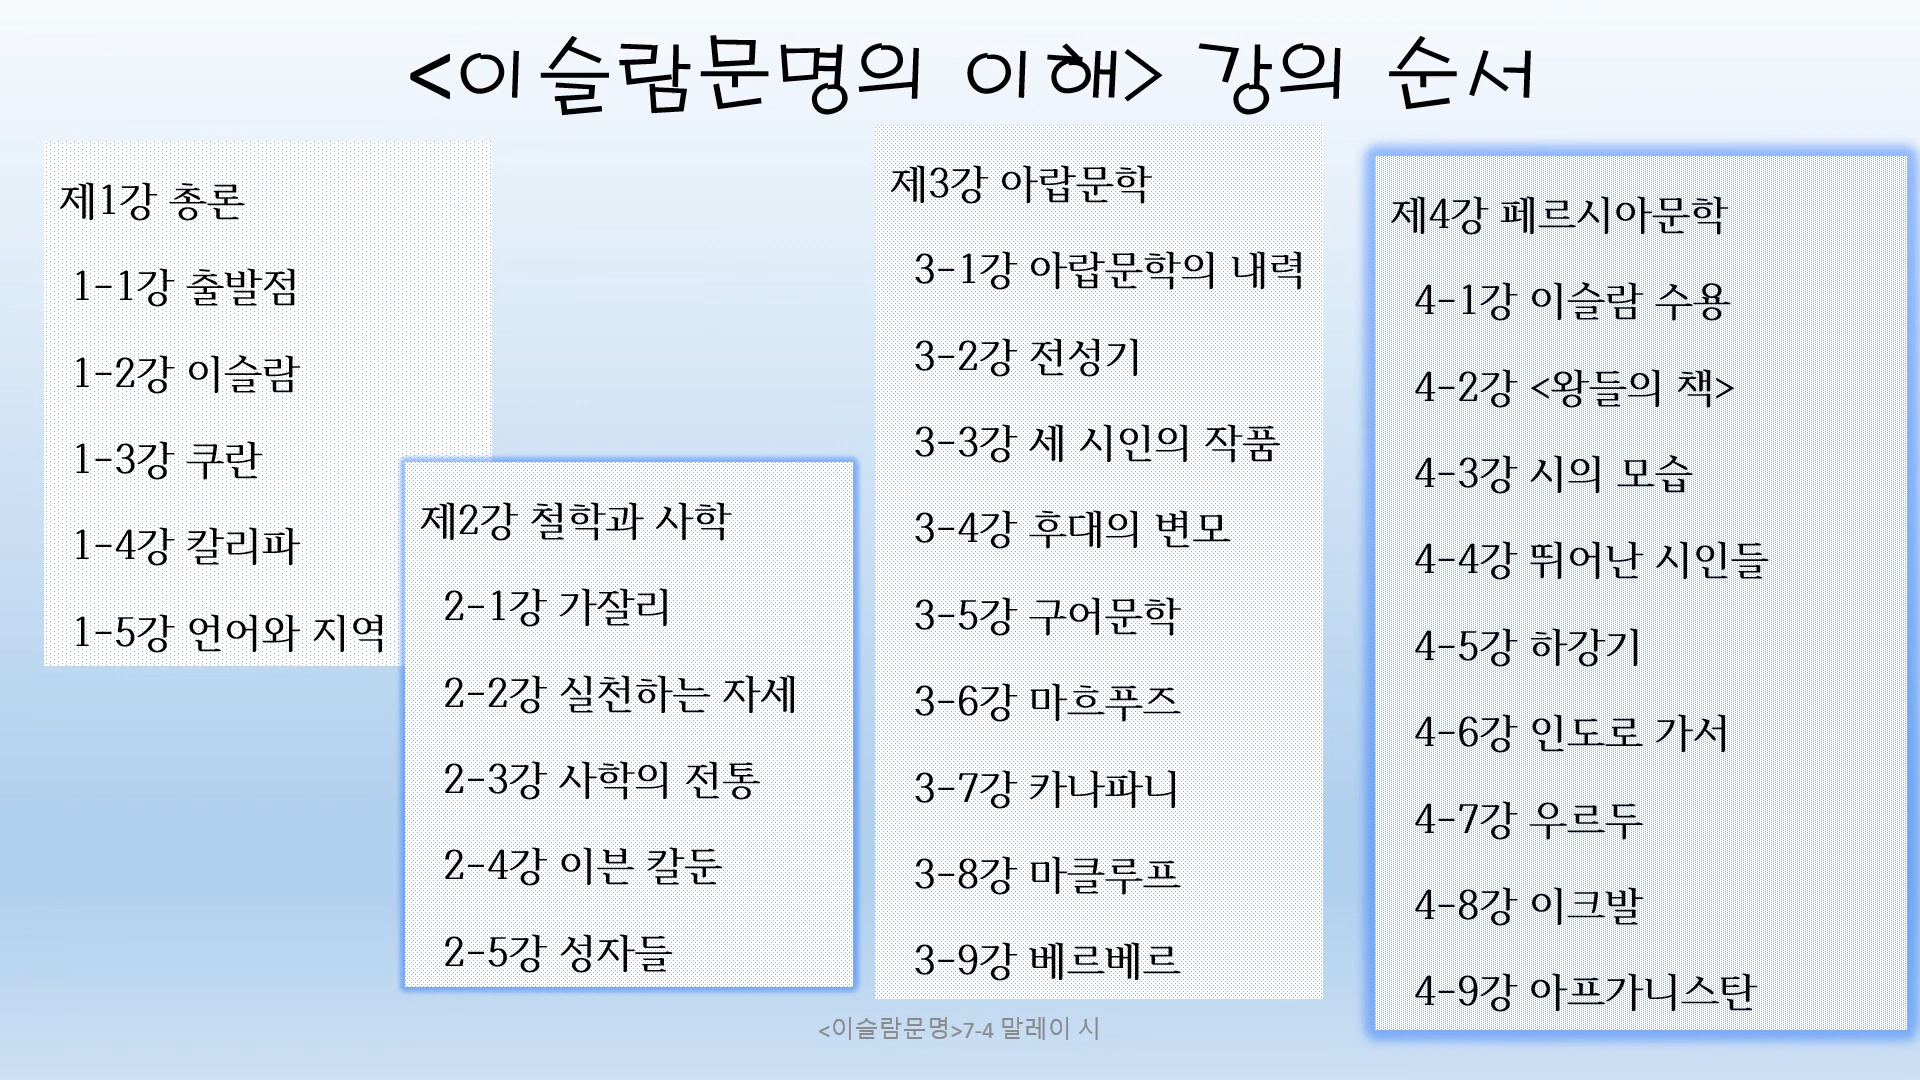 <이슬람문명의 이해> 강의 순서
제1강 총론
1-1강 출발점
1-2강 이슬람
1-3강 쿠란
1-4강 칼리파
1-5강 언어와 지역
제2강 철학과 사학
2-1강 가잘리
2-2강 실천하는 자세
2-3강 사학의 전통
2-4강 이븐 칼둔
2-5강 성자들
제3강 아랍문학
3-1강 아랍문학의 내력
3-2강 전성기
3-3강 세 시인의 작품
3-4강 후대의 변모
3-5강 구어문학
3-6강 마흐푸즈
3-7강 카나파니
3-8강 마클루프
3-9강 베르베르
제4강 페르시아문학
4-1강 이슬람 수용
4-2강 <왕들의 책>
4-3강 시의 모습
4-4강 뛰어난 시인들
4-5강 하강기
4-6강 인도로 가서
4-7강 우르두
4-8강 이크발
4-9강 아프가니스탄
<이슬람문명>7-4 말레이 시